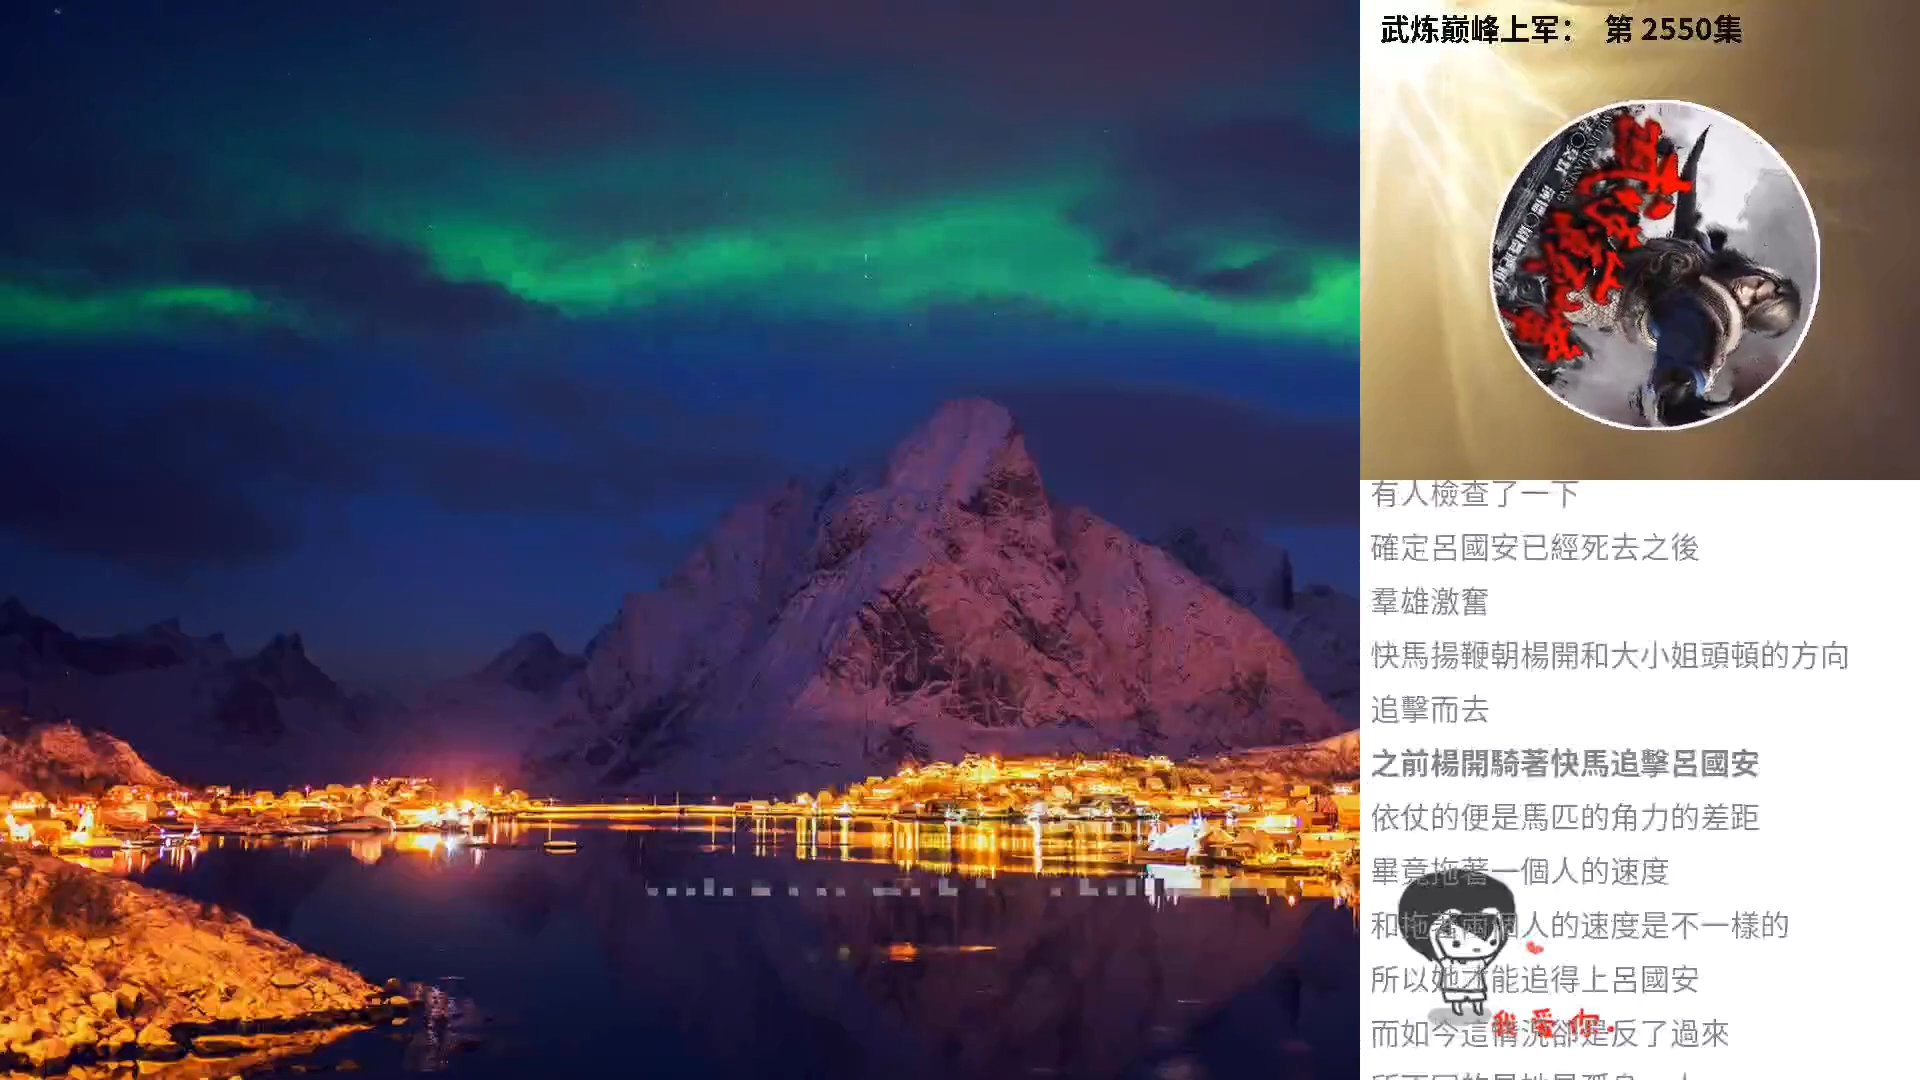 武炼巅峰上军： 第 2550集
有人檢查了一下
確定呂國安已經死去之後
羣雄激奮
快馬揚鞭朝楊開和大小姐頭頓的方向
追擊而去
之前楊開騎著快馬追擊呂國安
依仗的便是馬匹的角力的差距
畢竟拖著一個人的速度
和拖著兩個人的速度是不一樣的
所以她才能追得上呂國安
我愛你.
而如今這情況卻是反了過來